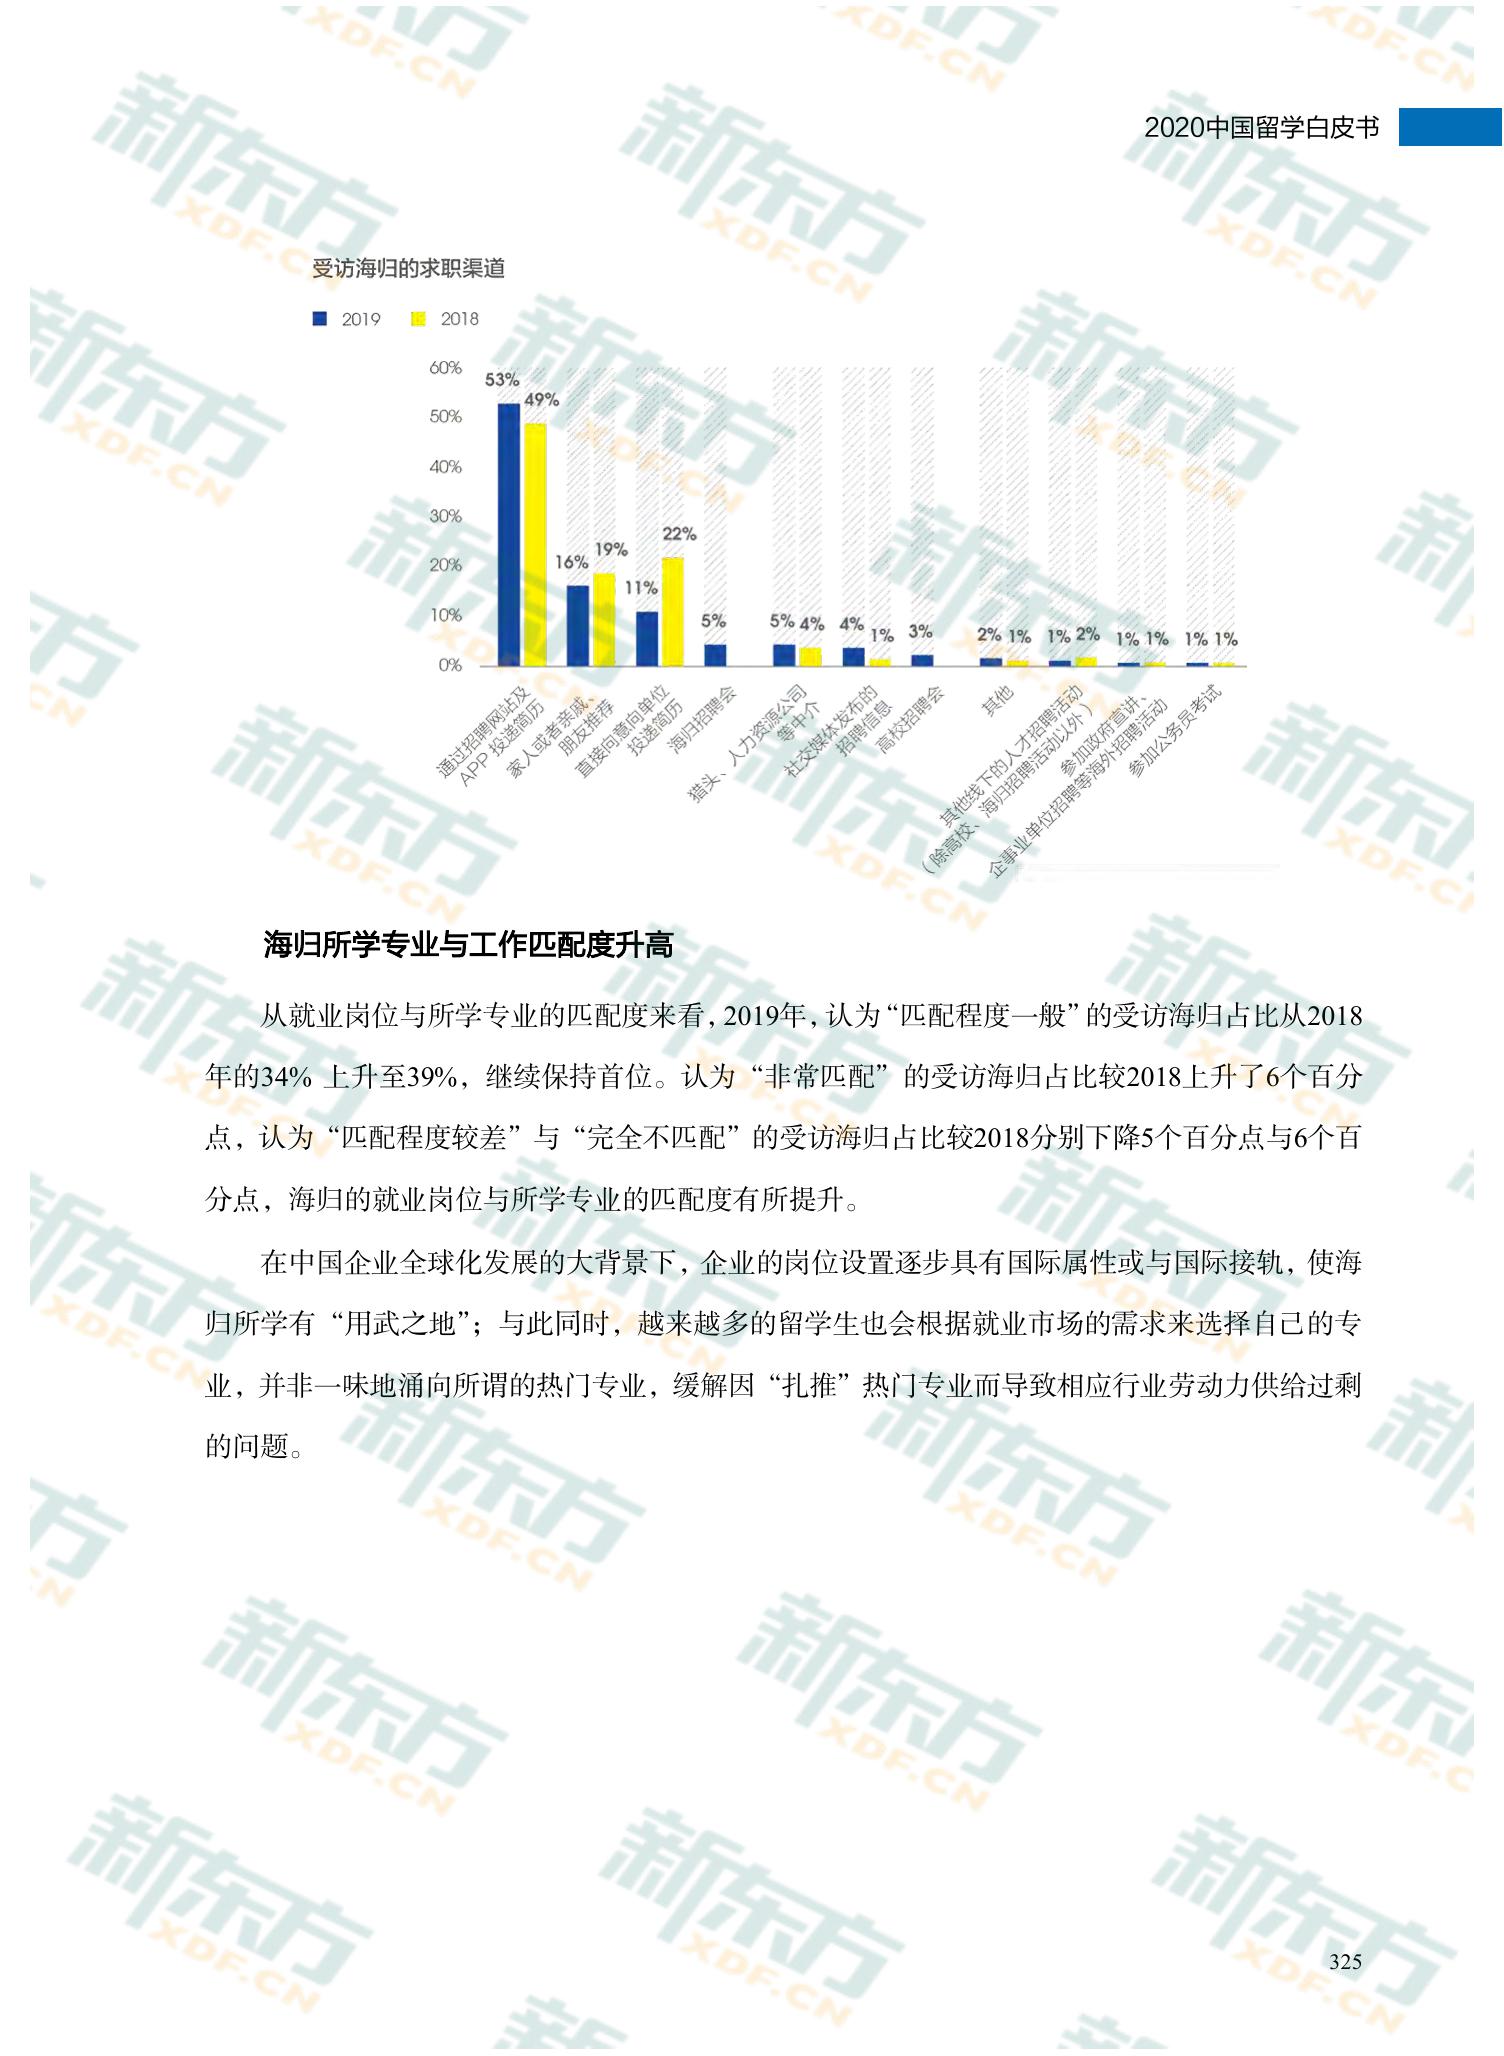 2020中国留学白皮书
受访海归的求职渠道
2019 2018
60%
50%
40%
30%
20%
10%
0%
53% 49%
16% 19%
11% 22%
5%
5% 4%
4% 1%
3%
2% 1%
1% 2%
1% 1%
1% 1%
通过招聘网站及
APP 投递简历
家人或者亲戚、
朋友推荐
直接向意向单位
投递简历
海归招聘会
猎头、人力资源公司
等中介
社交媒体发布的
招聘信息
高校招聘会
其他
其他线下的人才招聘活动
（除高校、海归招聘活动以外）
参加政府宣讲、
企事业单位招聘等海外招聘活动
参加公务员考试
海归所学专业与工作匹配度升高
从就业岗位与所学专业的匹配度来看，2019年，认为“匹配程度一般”的受访海归占比从2018
年的34% 上升至39%，继续保持首位。认为“非常匹配”的受访海归占比较2018上升了6个百分
点，认为“匹配程度较差”与“完全不匹配”的受访海归占比较2018分别下降5个百分点与6个百
分点，海归的就业岗位与所学专业的匹配度有所提升。
在中国企业全球化发展的大背景下，企业的岗位设置逐步具有国际属性或与国际接轨，使海
归所学有“用武之地”；与此同时，越来越多的留学生也会根据就业市场的需求来选择自己的专
业，并非一味地涌向所谓的热门专业，缓解因“扎推”热门专业而导致相应行业劳动力供给过剩
的问题。
325
新东方
XDF.CN